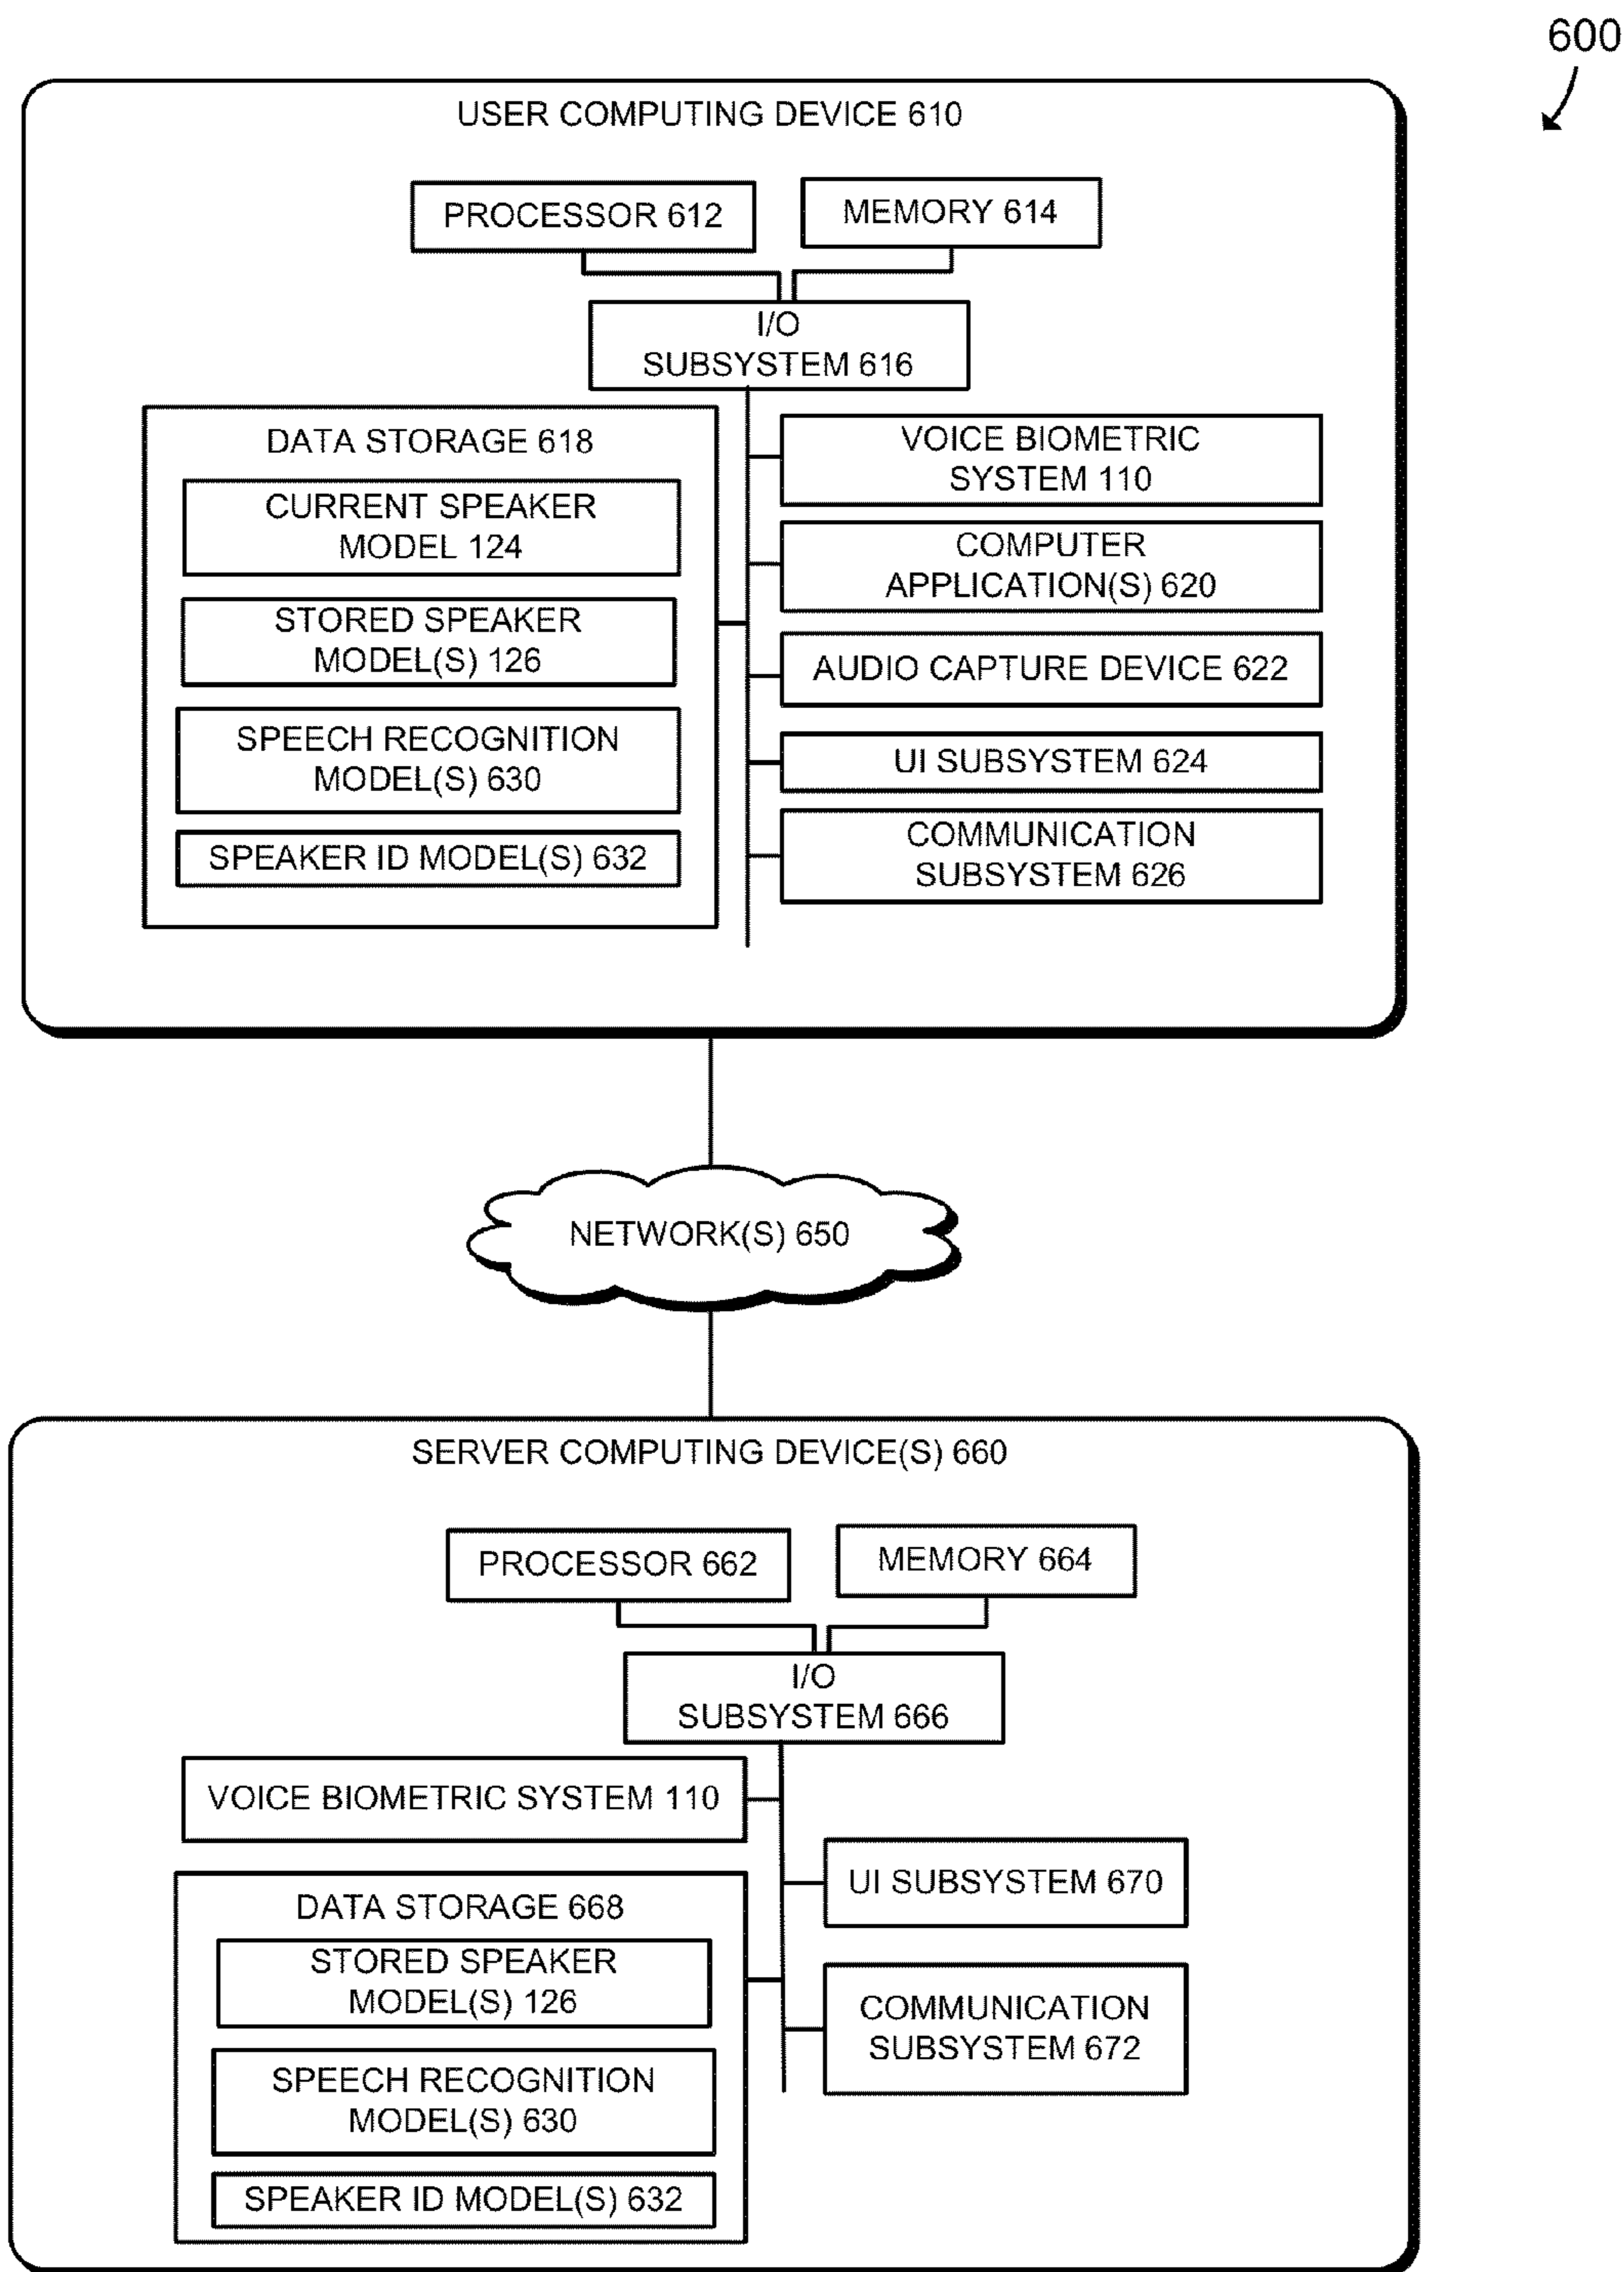 600
USER COMPUTING DEVICE 610
PROCESSOR 612
MEMORY 614
I/O
SUBSYSTEM 616
DATA STORAGE 618
CURRENT SPEAKER
MODEL 124
STORED SPEAKER
MODEL(S) 126
SPEECH RECOGNITION
MODEL(S) 630
SPEAKER ID MODEL(S) 632
VOICE BIOMETRIC
SYSTEM 110
COMPUTER
APPLICATION(S) 620
AUDIO CAPTURE DEVICE 622
UI SUBSYSTEM 624
COMMUNICATION
SUBSYSTEM 626
NETWORK(S) 650
SERVER COMPUTING DEVICE(S) 660
PROCESSOR 662
MEMORY 664
I/O
SUBSYSTEM 666
VOICE BIOMETRIC SYSTEM 110
DATA STORAGE 668
STORED SPEAKER
MODEL(S) 126
SPEECH RECOGNITION
MODEL(S) 630
SPEAKER ID MODEL(S) 632
UI SUBSYSTEM 670
COMMUNICATION
SUBSYSTEM 672